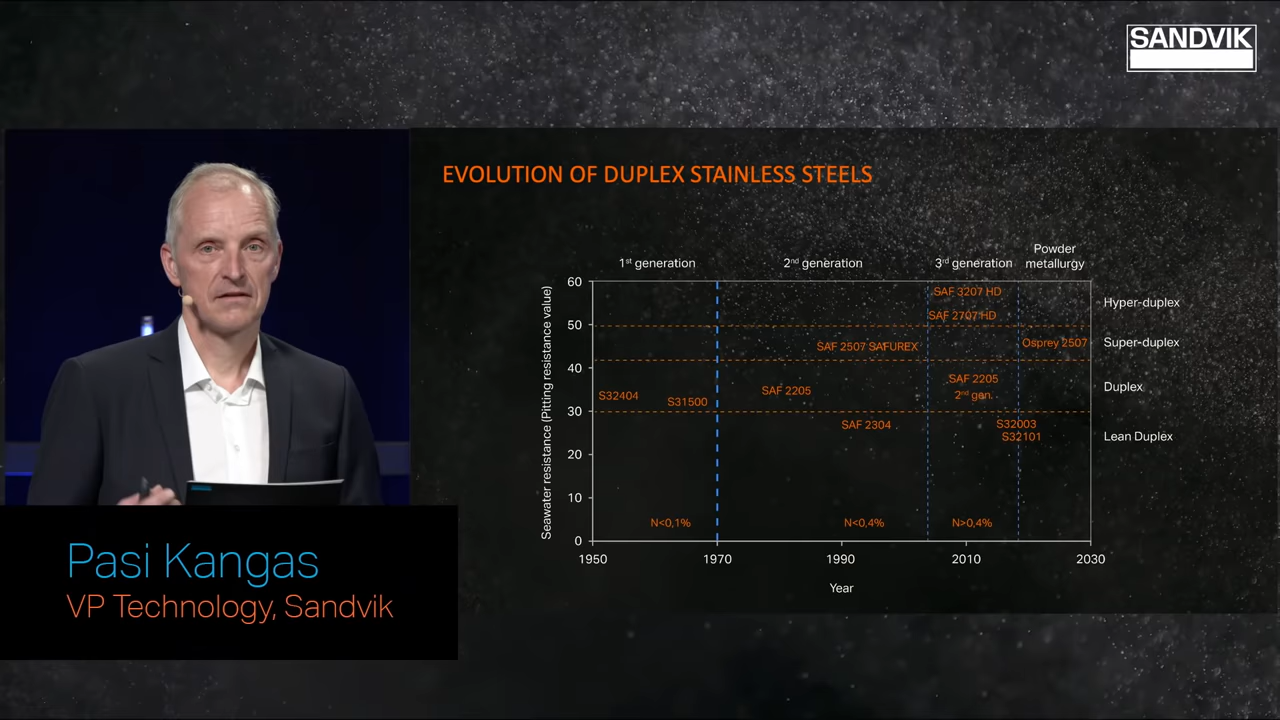 SANDVIK
EVOLUTION OF DUPLEX STAINLESS STEELS
1st generation
2nd generation
3rd generation
Powder
metallurgy
Seawater resistance (Pitting resistance value)
60
50
40
30
20
10
0
SAF 3207 HD
SAF 2707 HD
SAF 2507 SAFUREX
Osprey 2507
S32404
S31500
SAF 2205
SAF 2205
2nd gen.
SAF 2304
S32003
S32101
N<0,1%
N<0,4%
N>0,4%
Hyper-duplex
Super-duplex
Duplex
Lean Duplex
1950
1970
1990
2010
2030
Year
Pasi Kangas
VP Technology, Sandvik